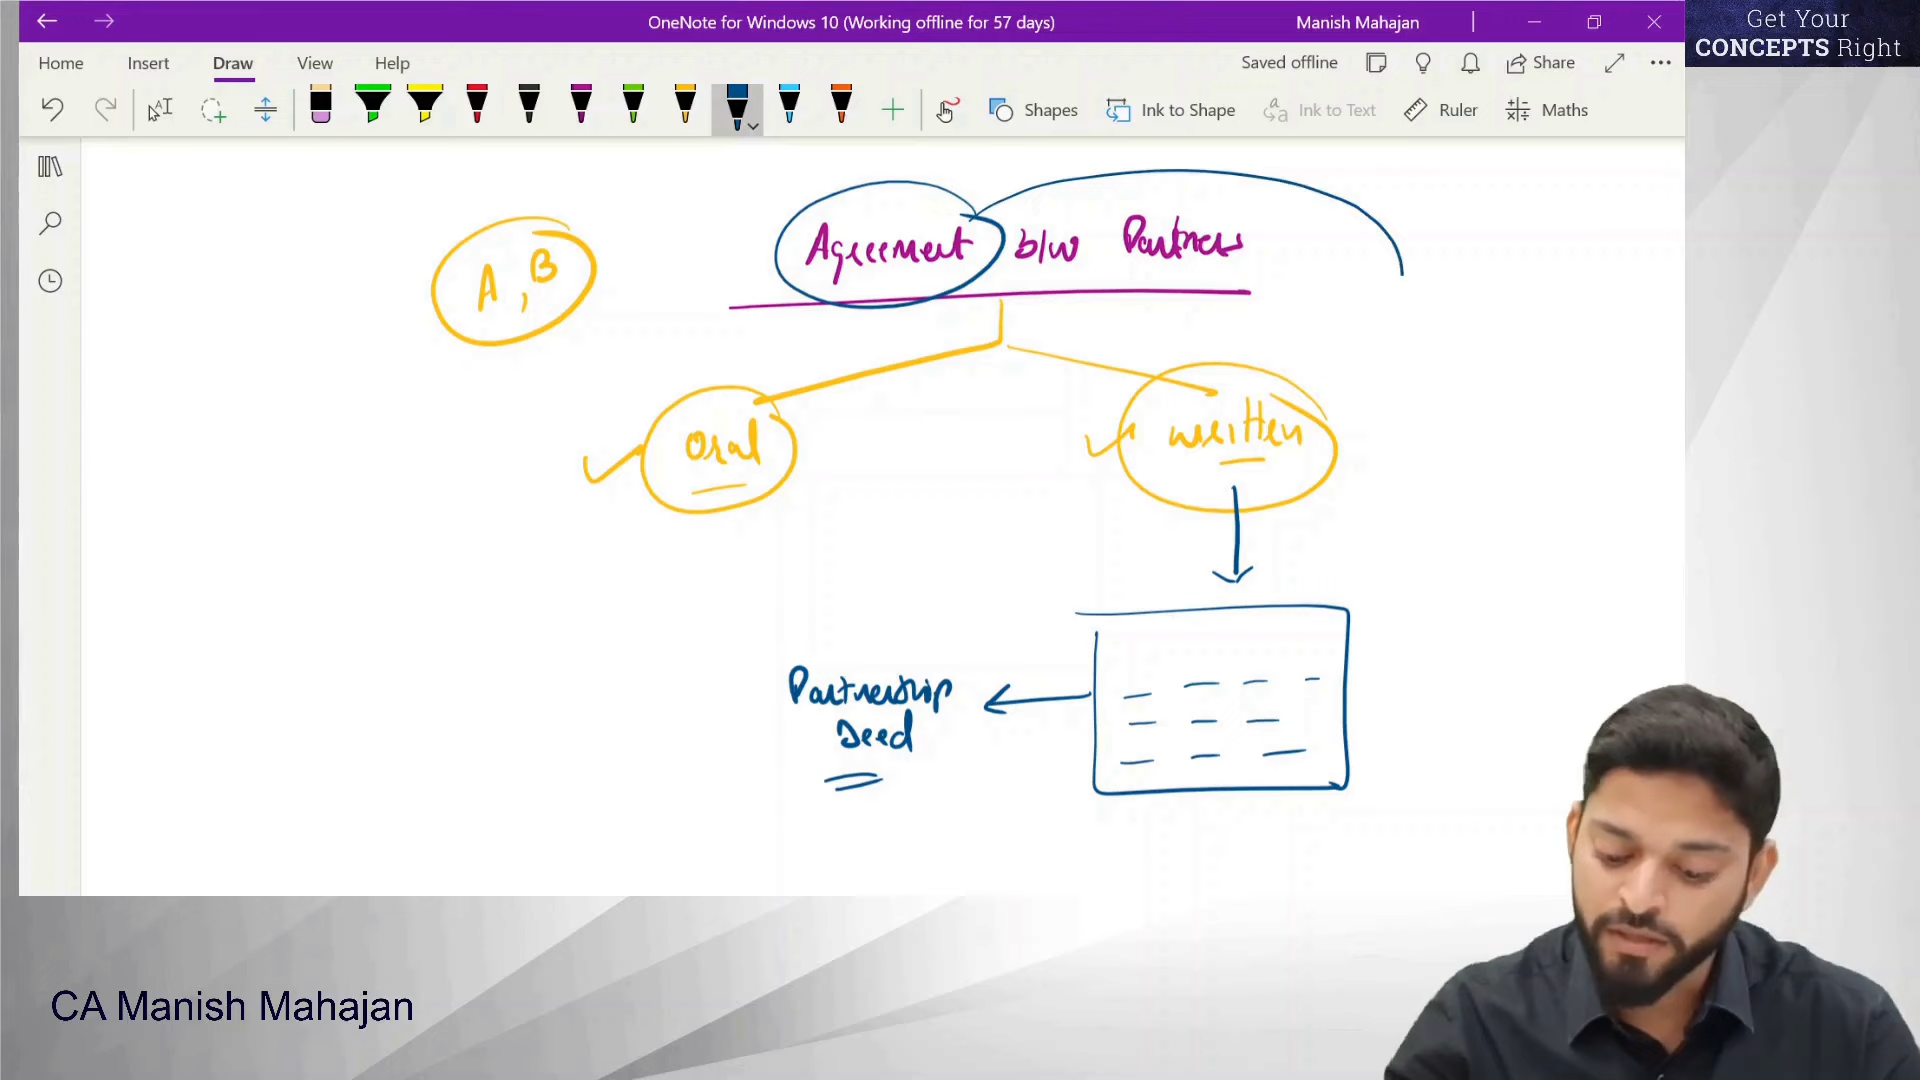 OneNote for Windows 10 (Working offline for 57 days)
Manish Mahajan
Get Your
CONCEPTS Right
Home Insert Draw View Help
Saved offline
Share
Shapes
Ink to Shape
Ink to Text
Ruler
Maths
Agreement b/w Partners
A, B
Oral
Written
Partnership
Deed
CA Manish Mahajan